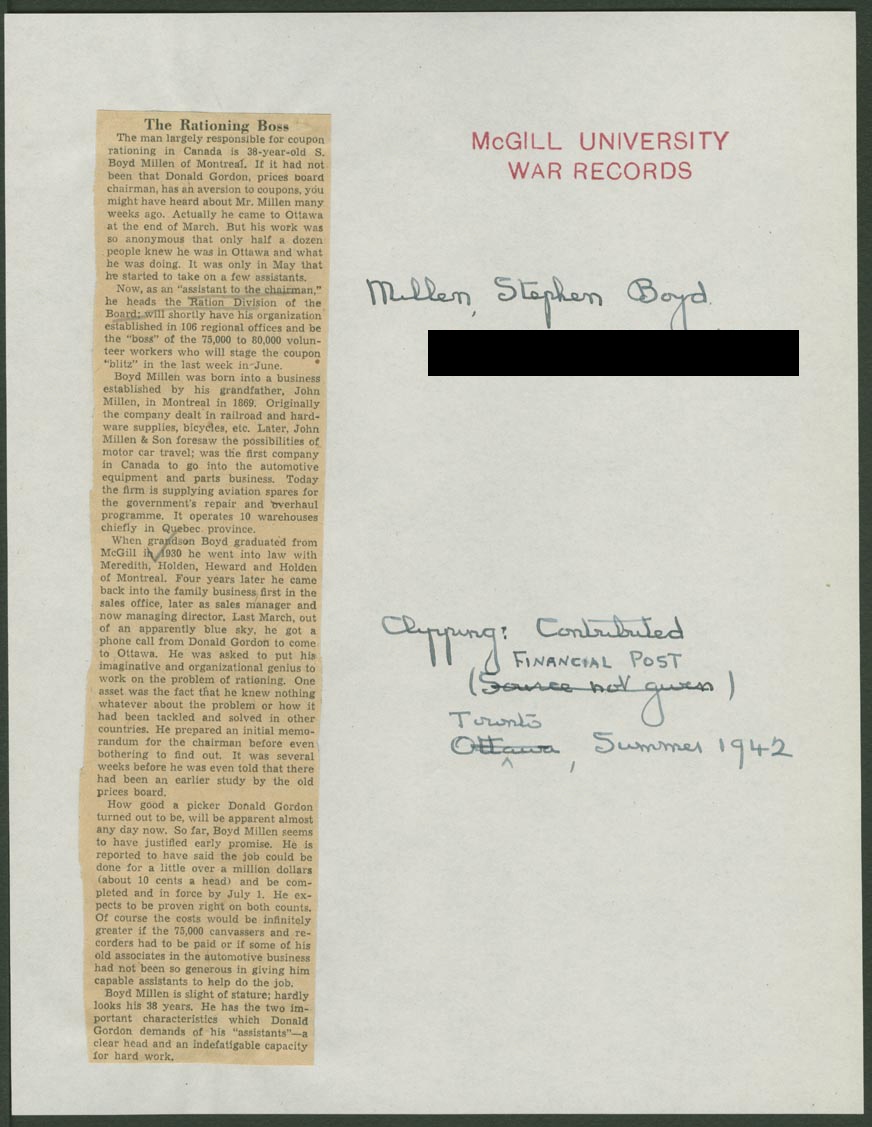 The Rationing Boss
The man largely responsible for coupon
rationing in Canada is 38-year-old S.
Boyd Millen of Montreal. If it had not
been that Donald Gordon, prices board
chairman, has an aversion to coupons, you
might have heard about Mr. Millen many
weeks ago. Actually he came to Ottawa
at the end of March. But his work was
so anonymous that only half a dozen
people knew he was in Ottawa and what
he was doing. It was only in May that
he started to take on a few assistants.
Now, as an "assistant to the chairman,"
he heads the Ration Division of the
Board; will shortly have his organization
established in 106 regional offices and be
the "boss" of the 75,000 to 80,000 volun-
teer workers who will stage the coupon
"blitz" in the last week in June.
Boyd Millen was born into a business
established by his grandfather, John
Millen, in Montreal in 1869. Originally
the company dealt in railroad and hard-
ware supplies, bicycles, etc. Later, John
Millen & Son foresaw the possibilities of
motor car travel; was the first company
in Canada to go into the automotive
equipment and parts business. Today
the firm is supplying aviation spares for
the government's repair and overhaul
programme. It operates 10 warehouses
chiefly in Quebec province.
When grandson Boyd graduated from
McGill in 1930 he went into law with
Meredith, Holden, Heward and Holden
of Montreal. Four years later he came
back into the family business, first in the
sales office, later as sales manager and
now managing director. Last March, out
of an apparently blue sky, he got a
phone call from Donald Gordon to come
to Ottawa. He was asked to put his
imaginative and organizational genius to
work on the problem of rationing. One
asset was the fact that he knew nothing
whatever about the problem or how it
had been tackled and solved in other
countries. He prepared an initial memo-
randum for the chairman before even
bothering to find out. It was several
weeks before he was even told that there
had been an earlier study by the old
prices board.
How good a picker Donald Gordon
turned out to be, will be apparent almost
any day now. So far, Boyd Millen seems
to have justified early promise. He is
reported to have said the job could be
done for a little over a million dollars
(about 10 cents a head) and be com-
pleted and in force by July 1. He ex-
pects to be proven right on both counts.
Of course the costs would be infinitely
greater if the 75,000 canvassers and re-
corders had to be paid or if some of his
old associates in the automotive business
had not been so generous in giving him
capable assistants to help do the job.
Boyd Millen is slight of stature; hardly
looks his 38 years. He has the two im-
portant characteristics which Donald
Gordon demands of his "assistants"—a
clear head and an indefatigable capacity
for hard work.
McGILL UNIVERSITY
WAR RECORDS
Millen, Stephen Boyd.
Clipping: Contributed
FINANCIAL POST
(Source not given)
Toronto
Ottawa, Summer 1942